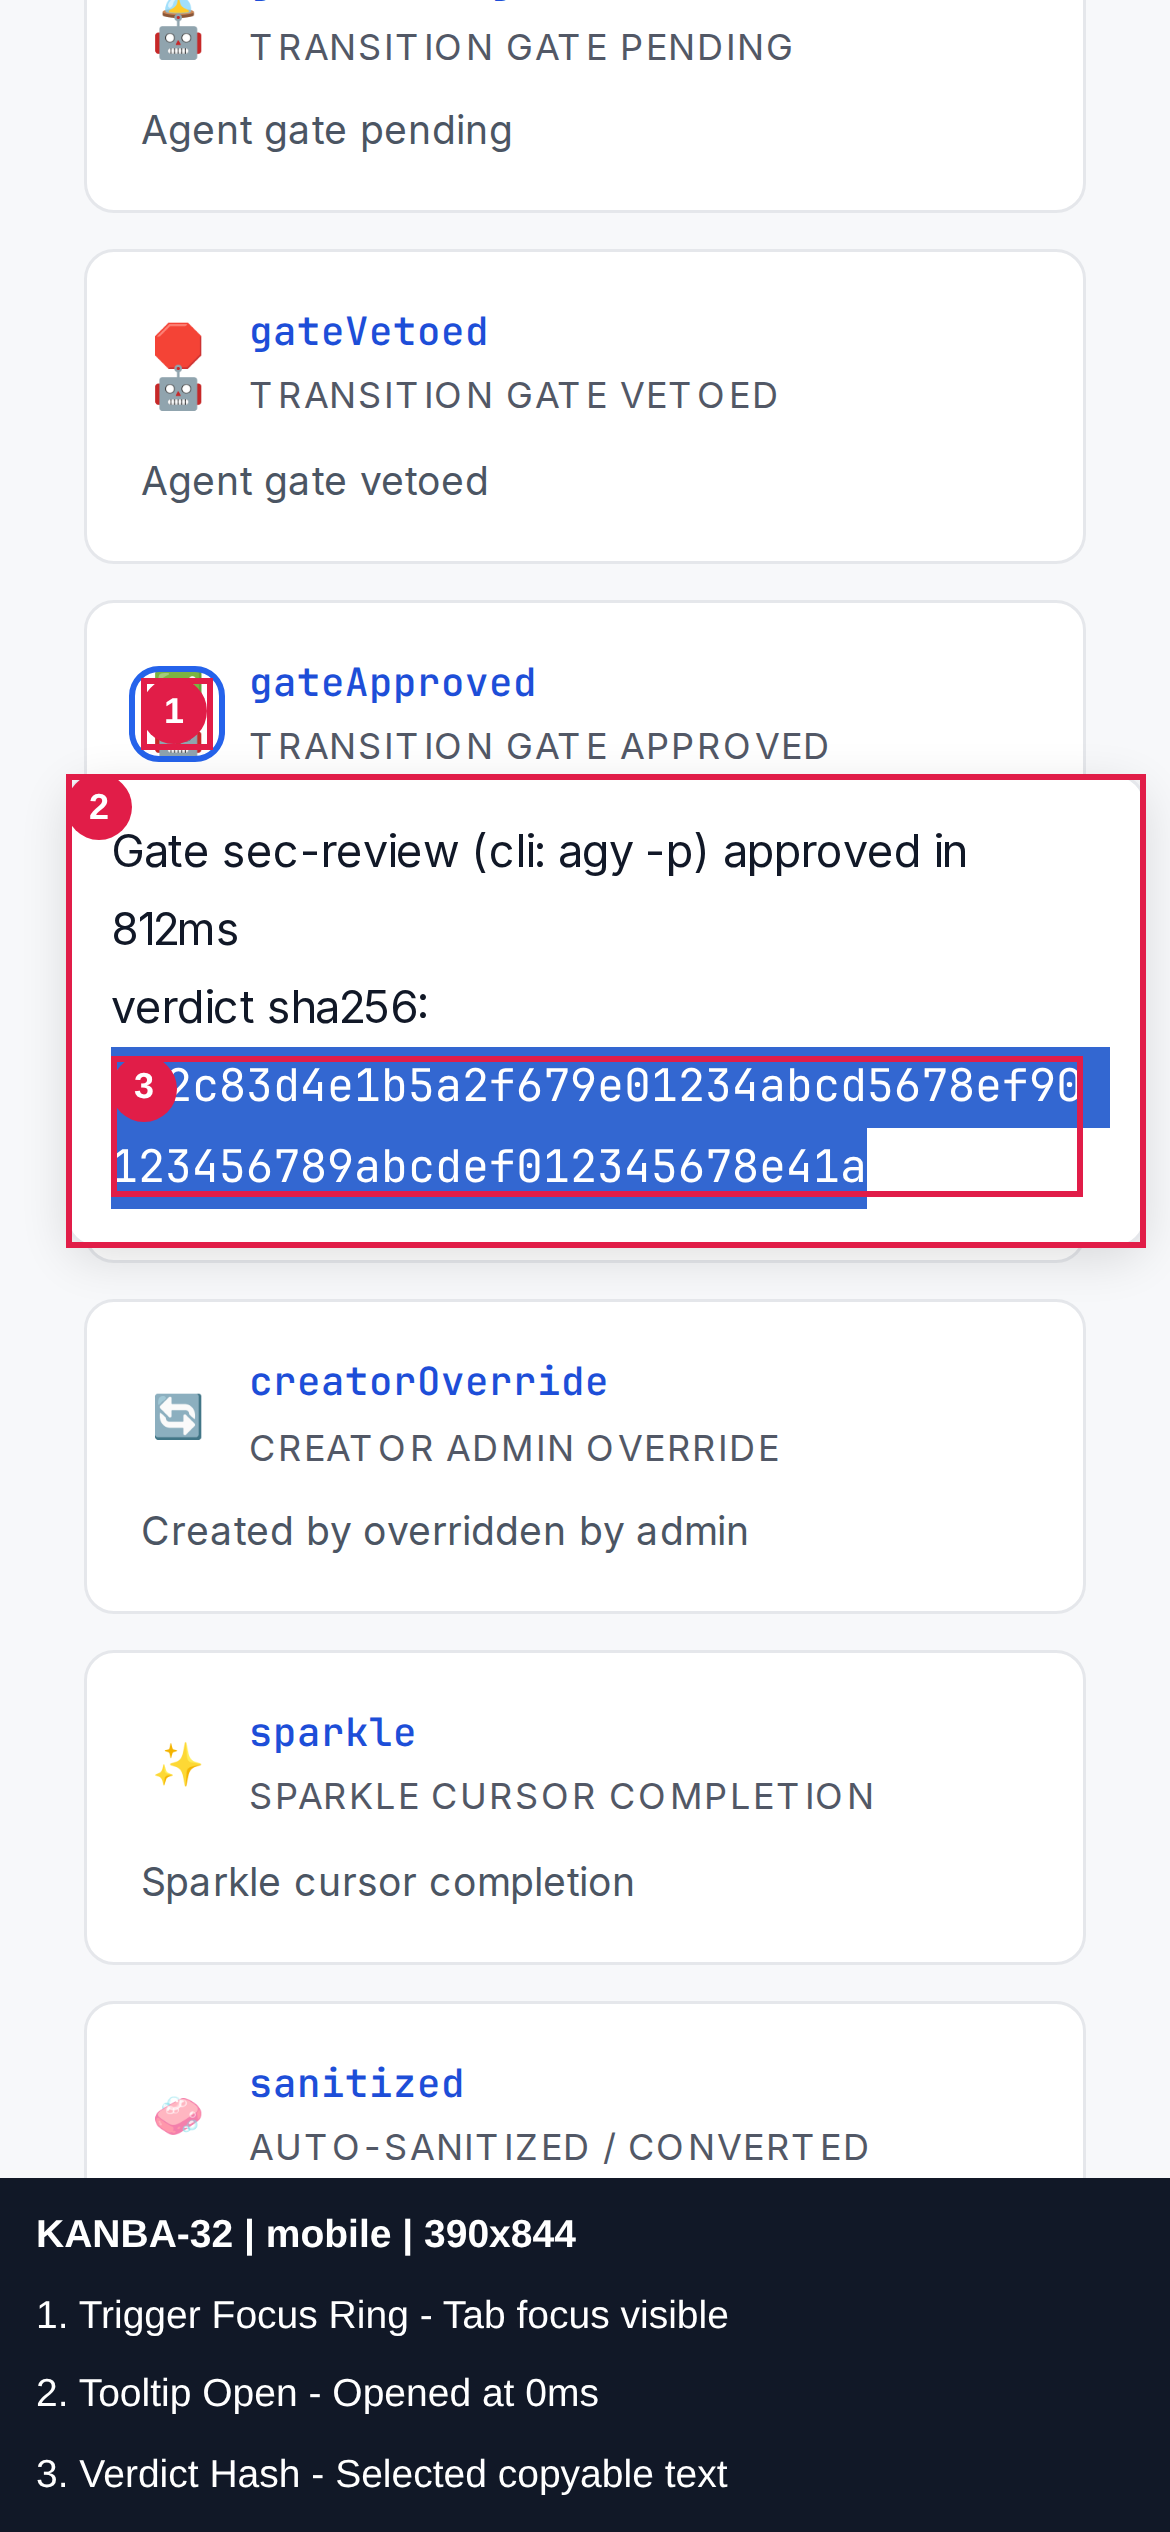 TRANSITION GATE PENDING
Agent gate pending
gateVetoed
TRANSITION GATE VETOED
Agent gate vetoed
1
gateApproved
TRANSITION GATE APPROVED
2
Gate sec-review (cli: agy -p) approved in
812ms
verdict sha256:
3
2c83d4e1b5a2f679e01234abcd5678ef90
123456789abcdef012345678e41a
creatorOverride
CREATOR ADMIN OVERRIDE
Created by overridden by admin
sparkle
SPARKLE CURSOR COMPLETION
Sparkle cursor completion
sanitized
AUTO-SANITIZED / CONVERTED
KANBA-32 | mobile | 390x844
1. Trigger Focus Ring - Tab focus visible
2. Tooltip Open - Opened at 0ms
3. Verdict Hash - Selected copyable text